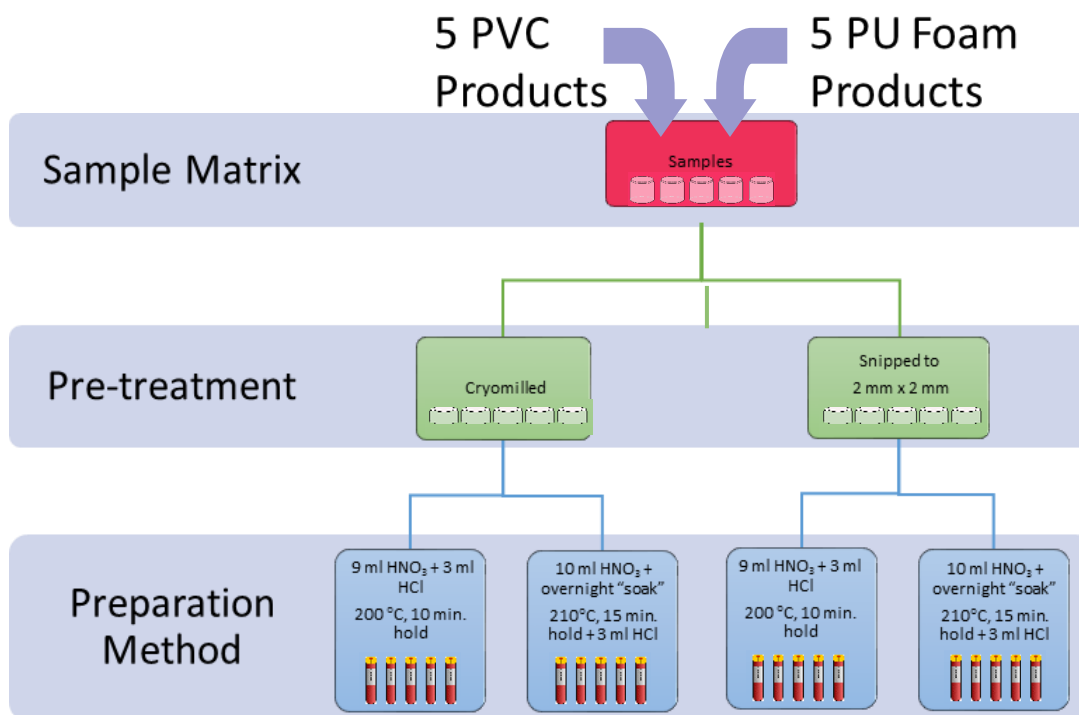 5 PVC
Products
5 PU Foam
Products
Sample Matrix
Samples
Pre-treatment
Cryomilled
Snipped to
2 mm x 2 mm
Preparation
Method
9 ml HNO₃ + 3 ml
HCl
200 °C, 10 min.
hold
10 ml HNO₃ +
overnight “soak”
210°C, 15 min.
hold + 3 ml HCl
9 ml HNO₃ + 3 ml
HCl
200 °C, 10 min.
hold
10 ml HNO₃ +
overnight “soak”
210°C, 15 min.
hold + 3 ml HCl